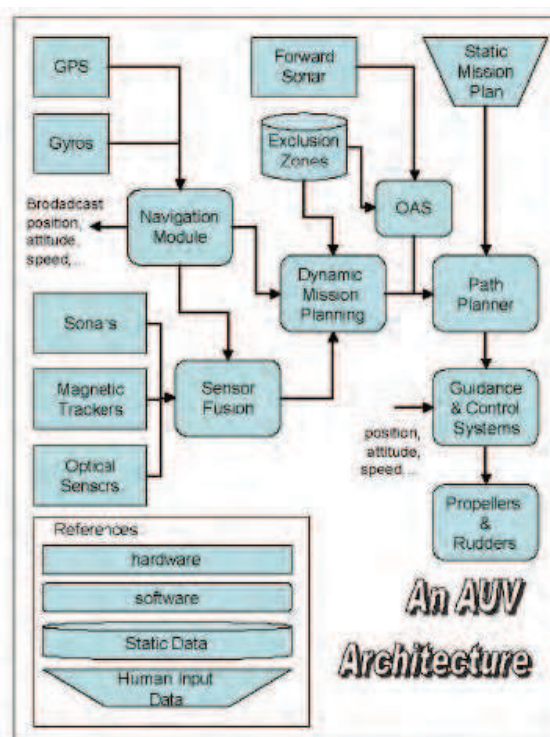 GPS
Forward
Sonar
Static
Mission
Plan
Gyros
Exclusion
Zones
OAS
Brodadcast
position,
attitude,
speed,...
Navigation
Module
Dynamic
Mission
Planning
Path
Planner
Sonars
Magnetic
Trackers
Optical
Sensors
Sensor
Fusion
position,
attitude,
speed ...
Guidance
& Control
Systems
Propellers
&
Rudders
References
hardware
software
Static Data
Human Input
Data
An AUV
Architecture